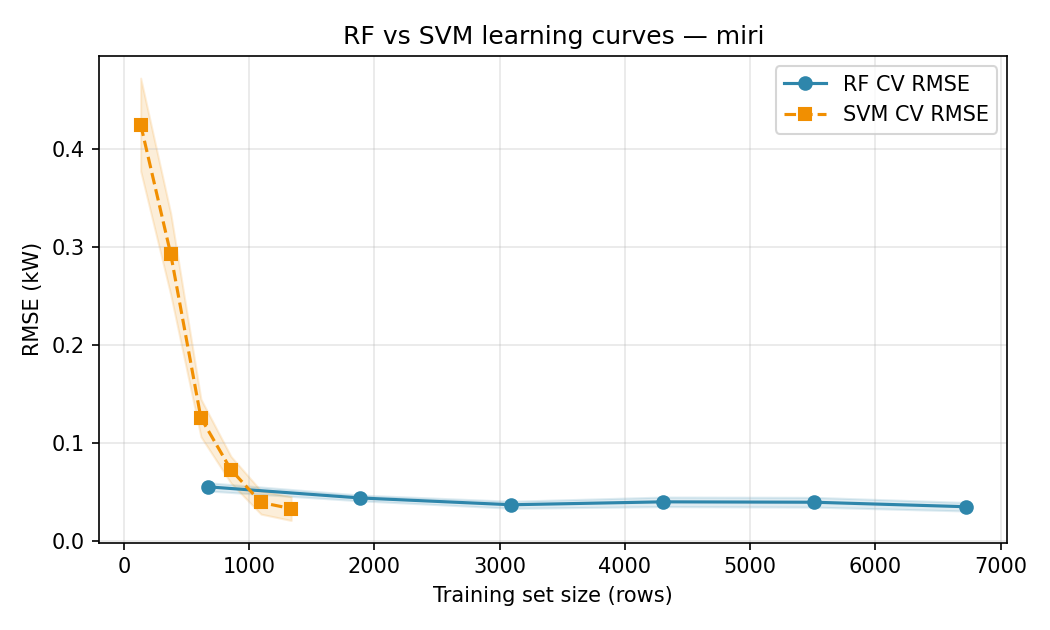 RF vs SVM learning curves — miri
RF CV RMSE
SVM CV RMSE
RMSE (kW)
0.4
0.3
0.2
0.1
0.0
0 1000 2000 3000 4000 5000 6000 7000
Training set size (rows)